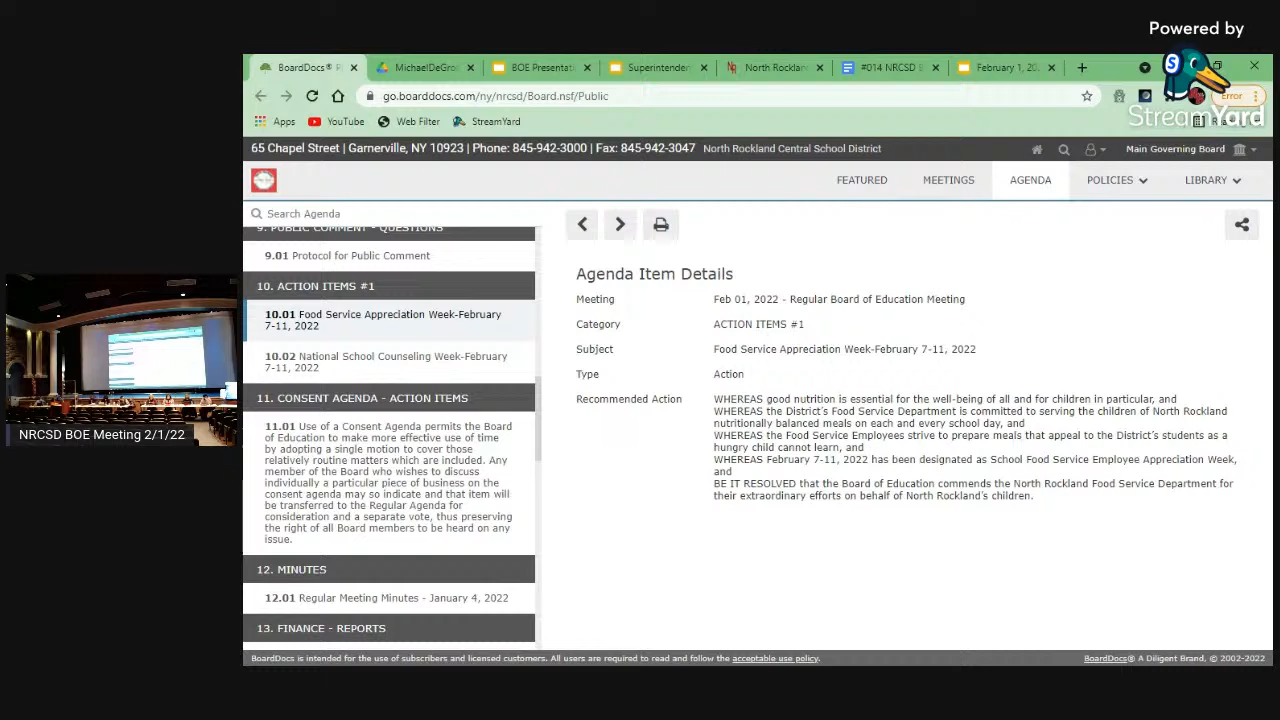 Powered by
StreamYard
BoardDocs® P
MichaelDeGro
BOE Presentati
Superintenden
North Rocklan
#014 NRCSD
February 1, 20
go.boarddocs.com/ny/nrcsd/Board.nsf/Public
Error
Apps
YouTube
Web Filter
StreamYard
65 Chapel Street | Garnerville, NY 10923 | Phone: 845-942-3000 | Fax: 845-942-3047 North Rockland Central School District
Main Governing Board
FEATURED
MEETINGS
AGENDA
POLICIES
LIBRARY
Search Agenda
9. PUBLIC COMMENT - QUESTIONS
9.01 Protocol for Public Comment
10. ACTION ITEMS #1
10.01 Food Service Appreciation Week-February
7-11, 2022
10.02 National School Counseling Week-February
7-11, 2022
11. CONSENT AGENDA - ACTION ITEMS
11.01 Use of a Consent Agenda permits the Board
of Education to make more effective use of time
by adopting a single motion to cover those
relatively routine matters which are included. Any
member of the Board who wishes to discuss
individually a particular piece of business on the
consent agenda may so indicate and that item will
be transferred to the Regular Agenda for
consideration and a separate vote, thus preserving
the right of all Board members to be heard on any
issue.
12. MINUTES
12.01 Regular Meeting Minutes - January 4, 2022
13. FINANCE - REPORTS
Agenda Item Details
Meeting Feb 01, 2022 - Regular Board of Education Meeting
Category ACTION ITEMS #1
Subject Food Service Appreciation Week-February 7-11, 2022
Type Action
Recommended Action WHEREAS good nutrition is essential for the well-being of all and for children in particular, and
WHEREAS the District's Food Service Department is committed to serving the children of North Rockland
nutritionally balanced meals on each and every school day, and
WHEREAS the Food Service Employees strive to prepare meals that appeal to the District's students as a
hungry child cannot learn, and
WHEREAS February 7-11, 2022 has been designated as School Food Service Employee Appreciation Week,
and
BE IT RESOLVED that the Board of Education commends the North Rockland Food Service Department for
their extraordinary efforts on behalf of North Rockland's children.
NRCSD BOE Meeting 2/1/22
BoardDocs is intended for the use of subscribers and licensed customers. All users are required to read and follow the acceptable use policy.
BoardDocs® A Diligent Brand, © 2002-2022